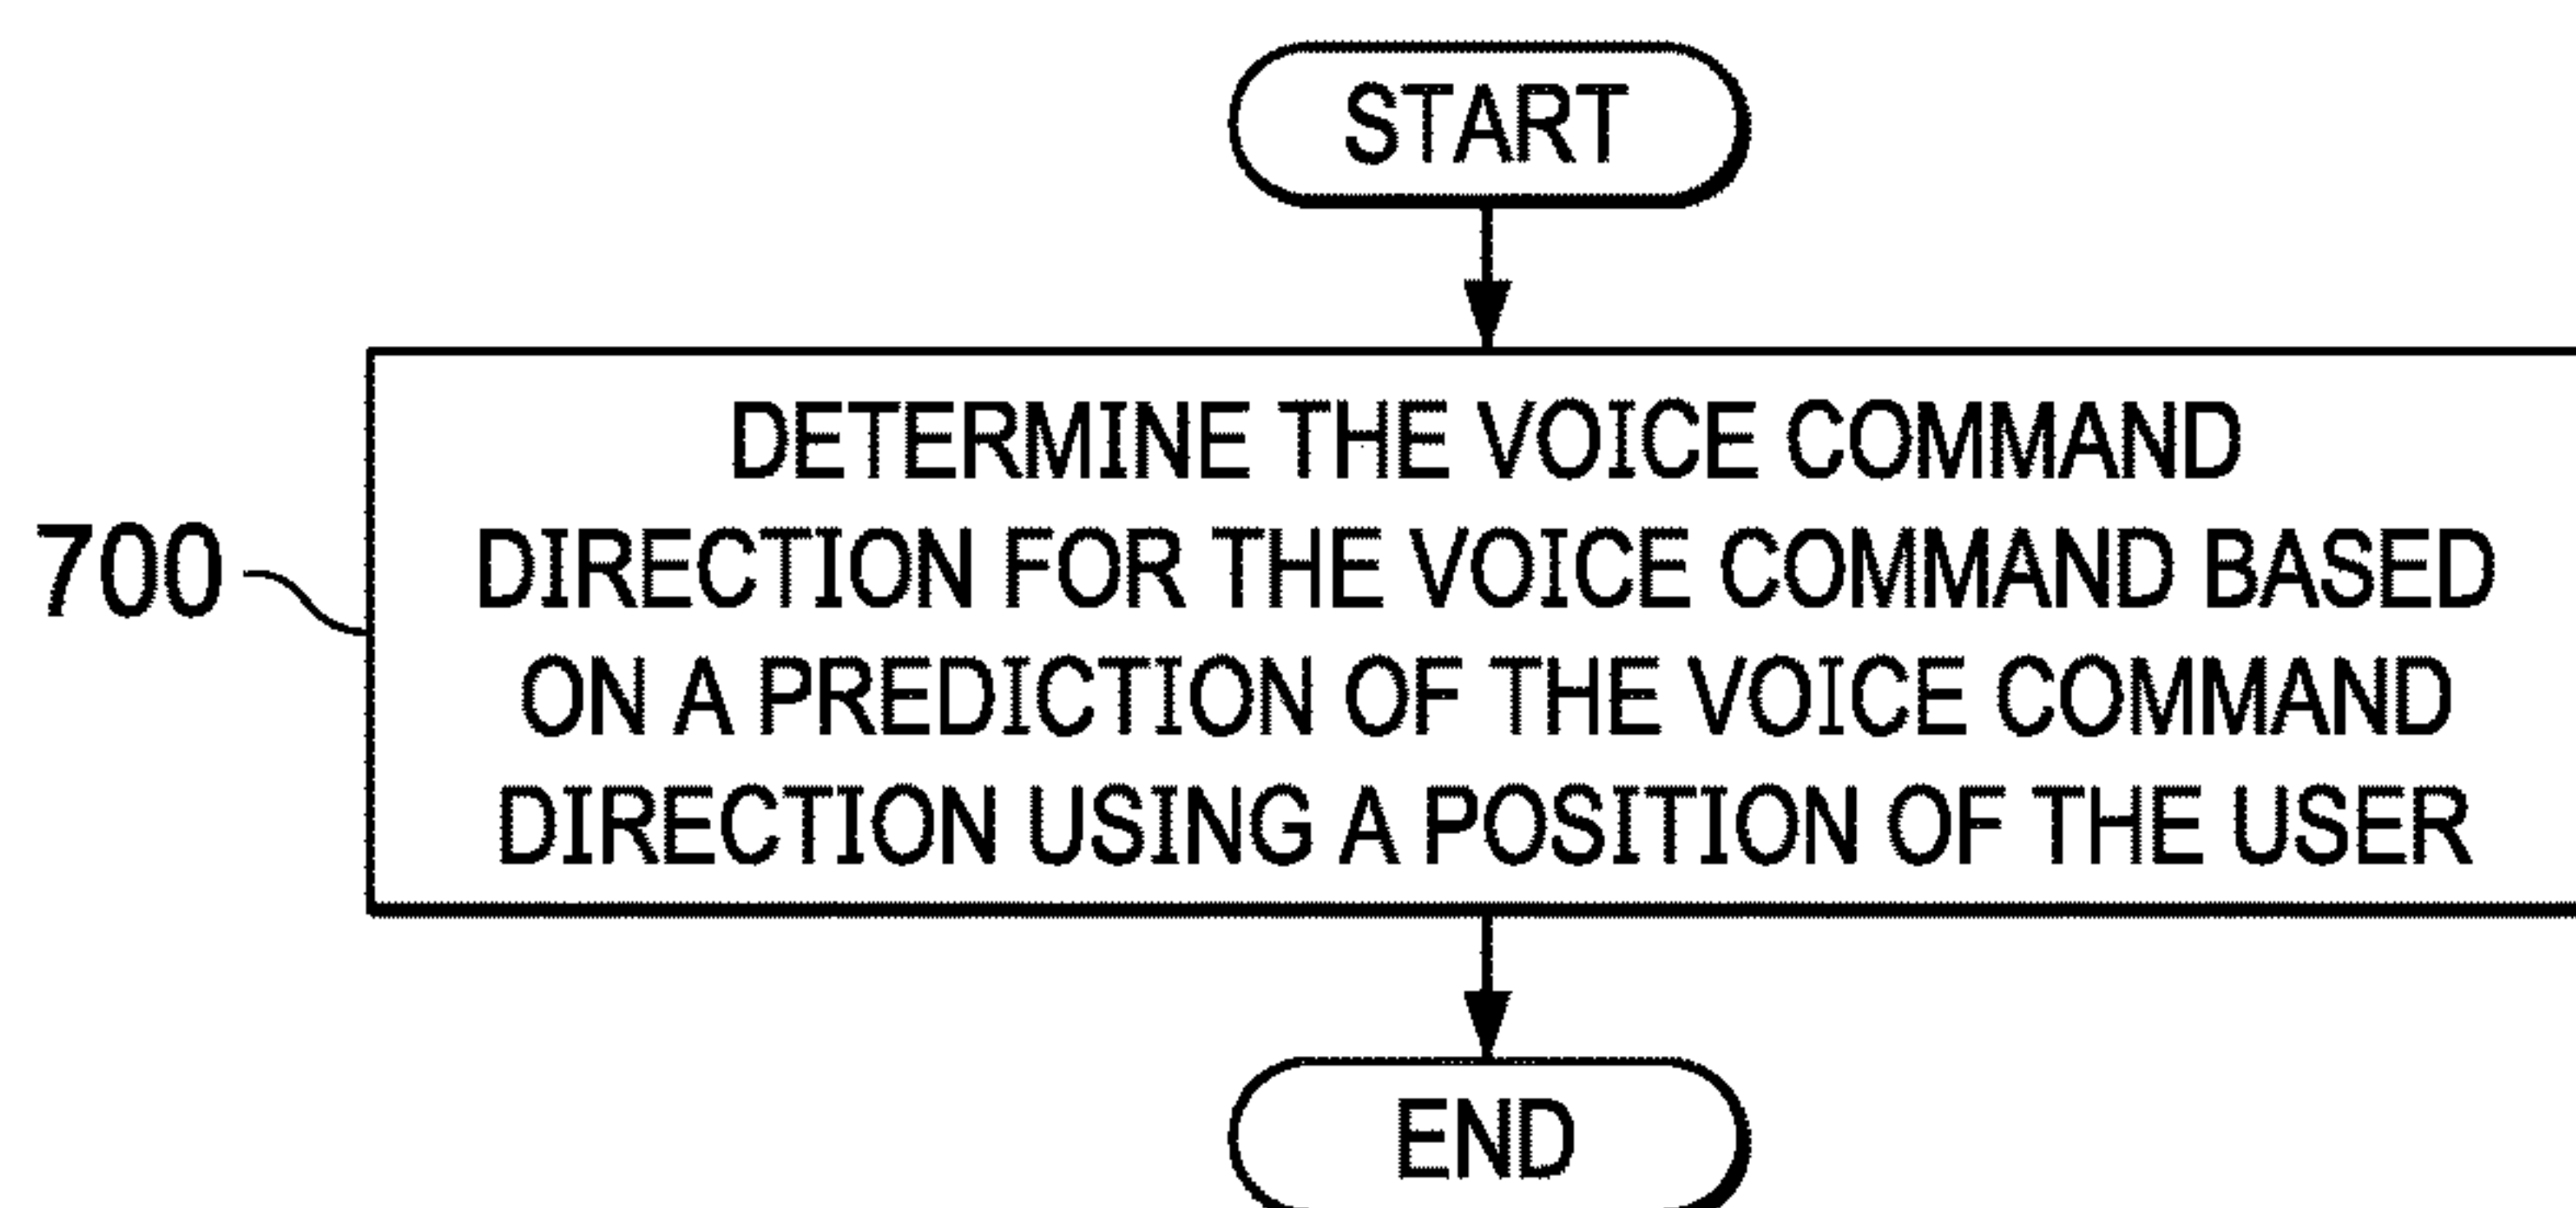 START
DETERMINE THE VOICE COMMAND
DIRECTION FOR THE VOICE COMMAND BASED
700
ON A PREDICTION OF THE VOICE COMMAND
DIRECTION USING A POSITION OF THE USER
END